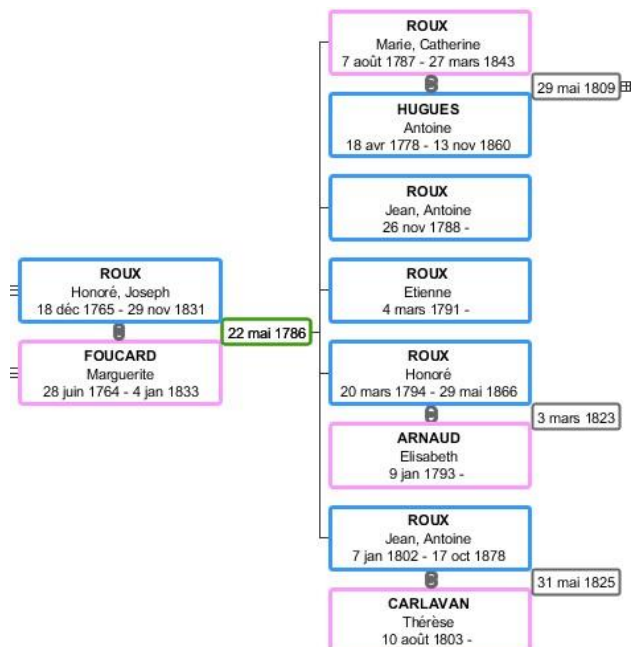 ROUX
Marie, Catherine
7 août 1787 - 27 mars 1843
29 mai 1809
HUGUES
Antoine
18 avr 1778 - 13 nov 1860
ROUX
Jean, Antoine
26 nov 1788 -
ROUX
Honoré, Joseph
18 déc 1765 - 29 nov 1831
22 mai 1786
FOUCARD
Marguerite
28 juin 1764 - 4 jan 1833
ROUX
Etienne
4 mars 1791 -
ROUX
Honoré
20 mars 1794 - 29 mai 1866
3 mars 1823
ARNAUD
Elisabeth
9 jan 1793 -
ROUX
Jean, Antoine
7 jan 1802 - 17 oct 1878
31 mai 1825
CARLAVAN
Thérèse
10 août 1803 -